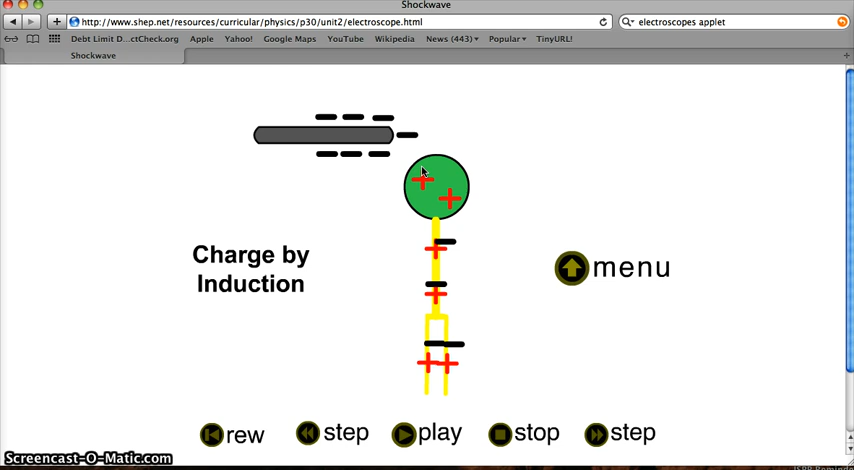 Shockwave
http://www.shep.net/resources/curricular/physics/p30/unit2/electroscope.html
electroscopes applet
Debt Limit D...ctCheck.org Apple Yahoo! Google Maps YouTube Wikipedia News (443) Popular TinyURL!
Shockwave
Charge by
Induction
menu
rew step play stop step
Screencast-O-Matic.com